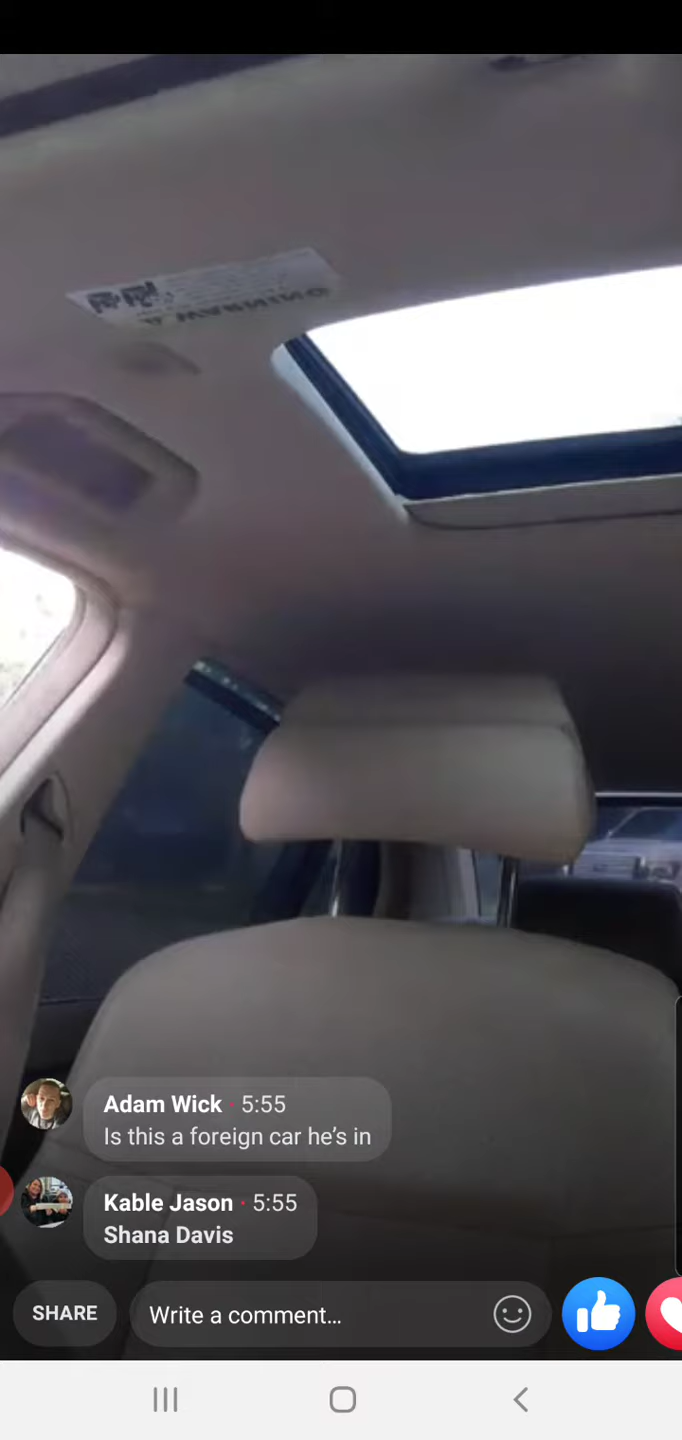 WARNING
Adam Wick · 5:55
Is this a foreign car he’s in
Kable Jason · 5:55
Shana Davis
SHARE
Write a comment...